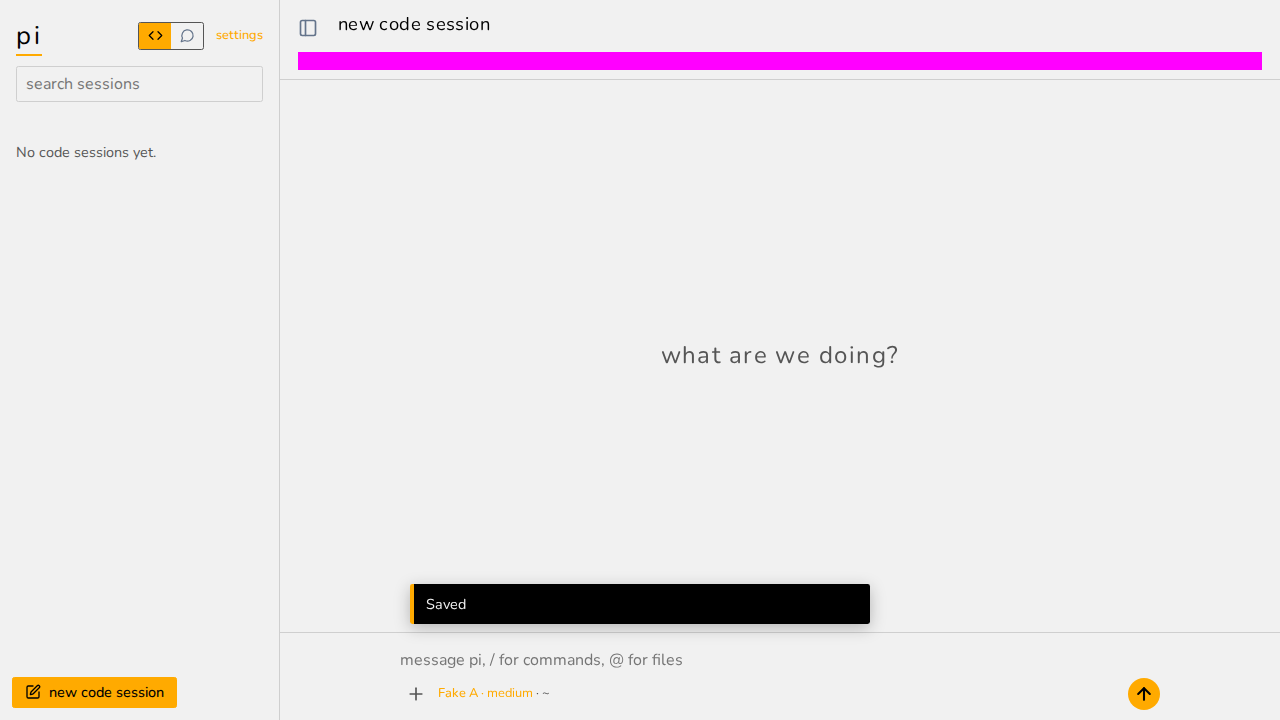 pi
settings
search sessions
No code sessions yet.
new code session
new code session
what are we doing?
Saved
message pi, / for commands, @ for files
Fake A · medium · ~